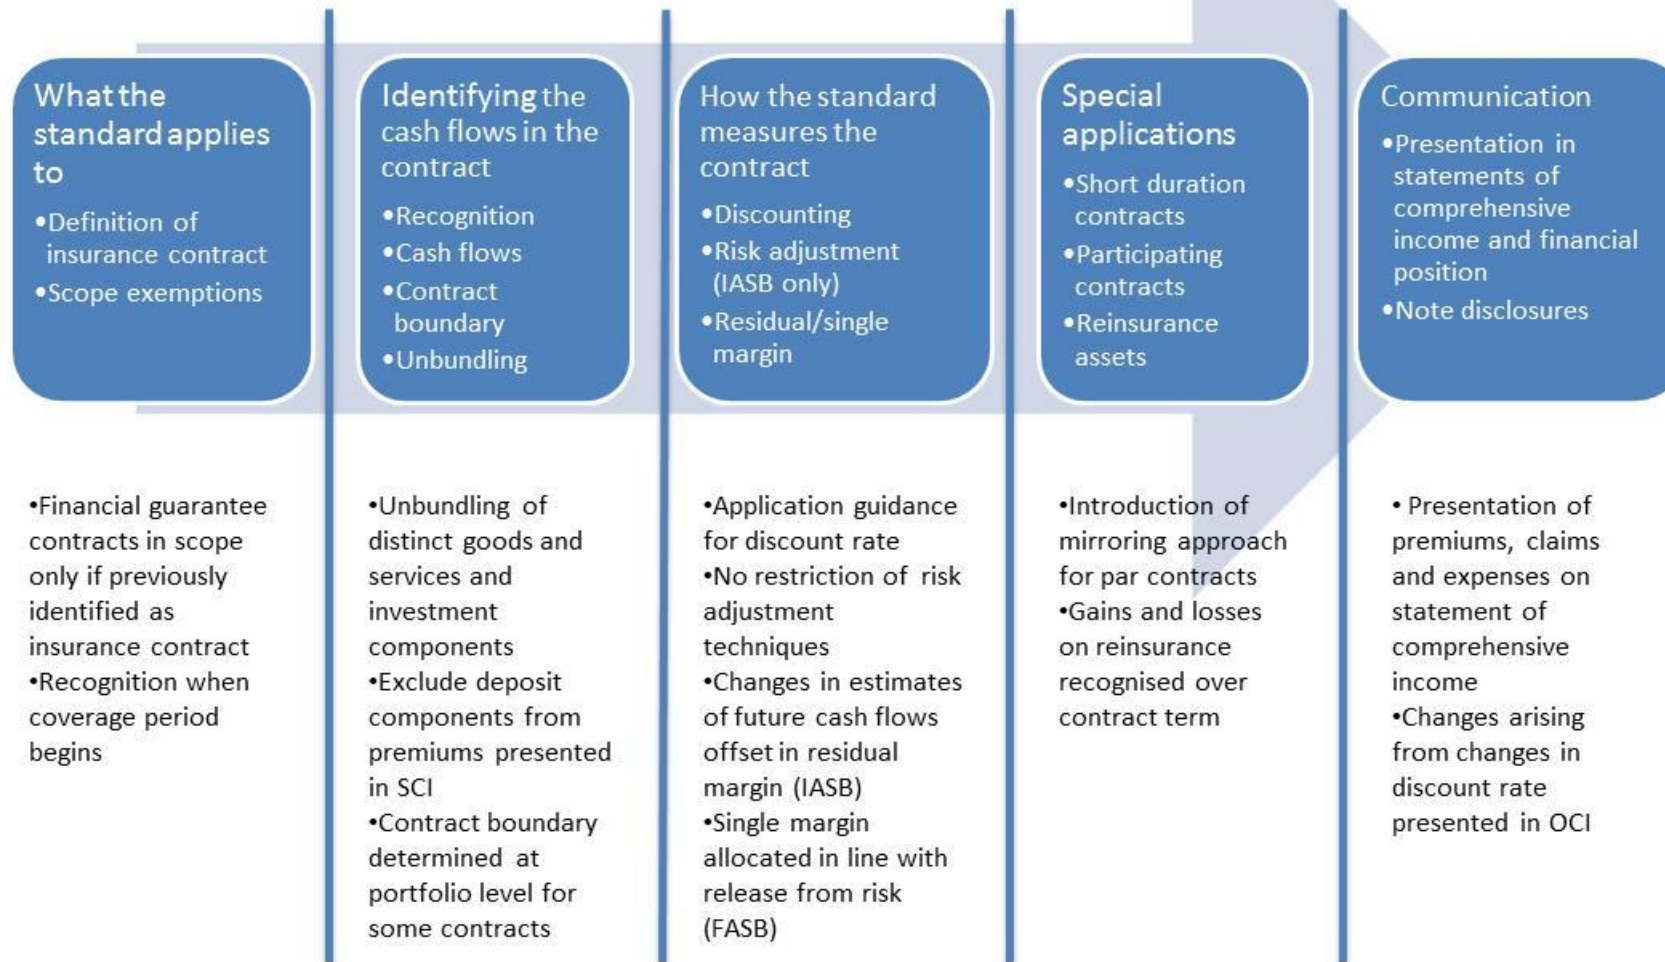 What the
standard applies
to
•Definition of
insurance contract
•Scope exemptions
Identifying the
cash flows in the
contract
•Recognition
•Cash flows
•Contract
boundary
•Unbundling
How the standard
measures the
contract
•Discounting
•Risk adjustment
(IASB only)
•Residual/single
margin
Special
applications
•Short duration
contracts
•Participating
contracts
•Reinsurance
assets
Communication
•Presentation in
statements of
comprehensive
income and financial
position
•Note disclosures
•Financial guarantee
contracts in scope
only if previously
identified as
insurance contract
•Recognition when
coverage period
begins
•Unbundling of
distinct goods and
services and
investment
components
•Exclude deposit
components from
premiums presented
in SCI
•Contract boundary
determined at
portfolio level for
some contracts
•Application guidance
for discount rate
•No restriction of risk
adjustment
techniques
•Changes in estimates
of future cash flows
offset in residual
margin (IASB)
•Single margin
allocated in line with
release from risk
(FASB)
•Introduction of
mirroring approach
for par contracts
•Gains and losses
on reinsurance
recognised over
contract term
• Presentation of
premiums, claims
and expenses on
statement of
comprehensive
income
•Changes arising
from changes in
discount rate
presented in OCI